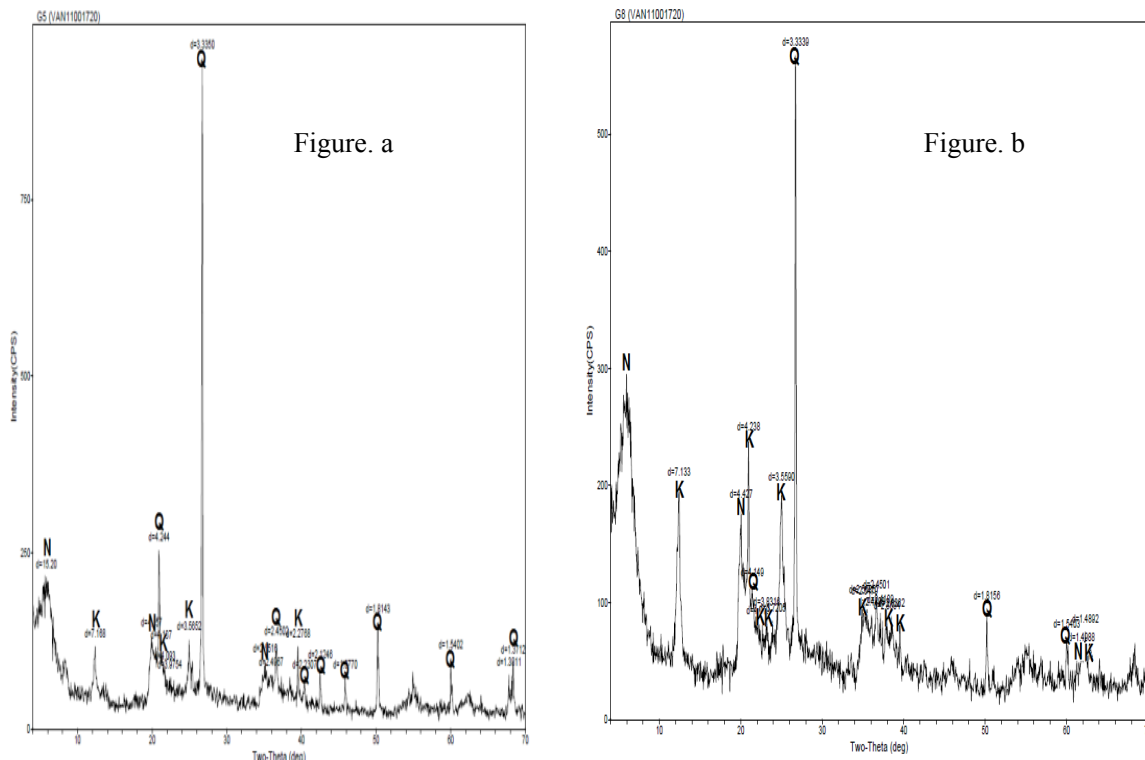 G5 (VAN11001720)
d=3.3350
Q
Figure. a
750
Intensity(CPS)
500
Q
d=4.244
250
N
d=15.20
K
d=7.168
N
K
K
d=3.5652
N
Q
K
d=2.2768
Q
Q
Q
Q
d=1.8143
Q
d=1.5402
Q
0
10
20
30
40
50
60
70
Two-Theta (deg)
G8 (VAN11001720)
d=3.3339
Q
Figure. b
500
400
Intensity(CPS)
300
N
200
K
d=7.133
N
d=4.427
K
d=4.238
Q
K
d=3.5590
K
K
K
K
K
100
Q
d=1.8156
Q
N
K
d=1.4892
0
10
20
30
40
50
60
Two-Theta (deg)